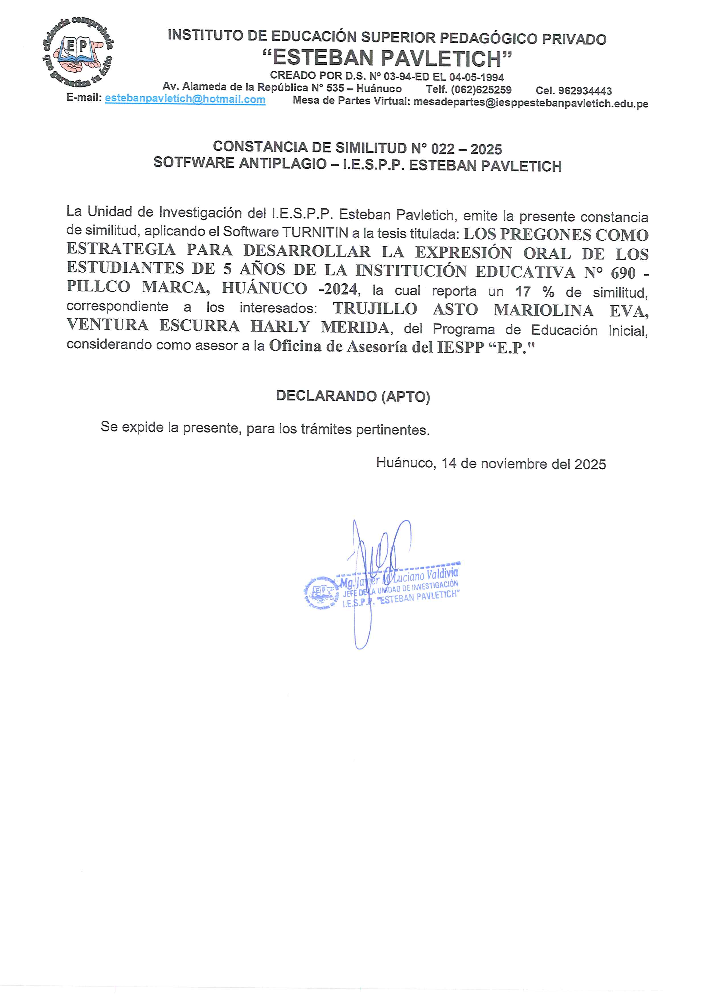 eficiencia comprobada
que garantiza tu éxito
E P
INSTITUTO DE EDUCACIÓN SUPERIOR PEDAGÓGICO PRIVADO
“ESTEBAN PAVLETICH”
CREADO POR D.S. Nº 03-94-ED EL 04-05-1994
Av. Alameda de la República N° 535 – Huánuco Telf. (062)625259 Cel. 962934443
E-mail: estebanpavletich@hotmail.com Mesa de Partes Virtual: mesadepartes@iesppestebanpavletich.edu.pe
CONSTANCIA DE SIMILITUD N° 022 – 2025
SOTFWARE ANTIPLAGIO – I.E.S.P.P. ESTEBAN PAVLETICH
La Unidad de Investigación del I.E.S.P.P. Esteban Pavletich, emite la presente constancia
de similitud, aplicando el Software TURNITIN a la tesis titulada: LOS PREGONES COMO
ESTRATEGIA PARA DESARROLLAR LA EXPRESIÓN ORAL DE LOS
ESTUDIANTES DE 5 AÑOS DE LA INSTITUCIÓN EDUCATIVA N° 690 -
PILLCO MARCA, HUÁNUCO -2024, la cual reporta un 17 % de similitud,
correspondiente a los interesados: TRUJILLO ASTO MARIOLINA EVA,
VENTURA ESCURRA HARLY MERIDA, del Programa de Educación Inicial,
considerando como asesor a la Oficina de Asesoría del IESPP “E.P."
DECLARANDO (APTO)
Se expide la presente, para los trámites pertinentes.
Huánuco, 14 de noviembre del 2025
Mg. Javier M. Luciano Valdivia
JEFE DE LA UNIDAD DE INVESTIGACIÓN
I.E.S.P.P. "ESTEBAN PAVLETICH"